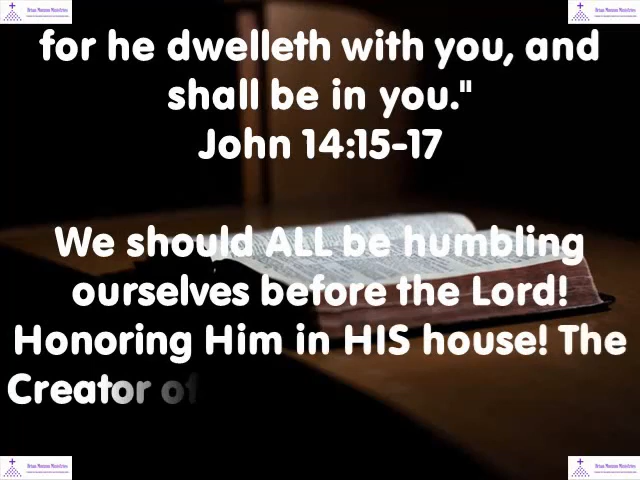 for he dwelleth with you, and
shall be in you."
John 14:15-17
We should ALL be humbling
ourselves before the Lord!
Honoring Him in HIS house! The
Creator of